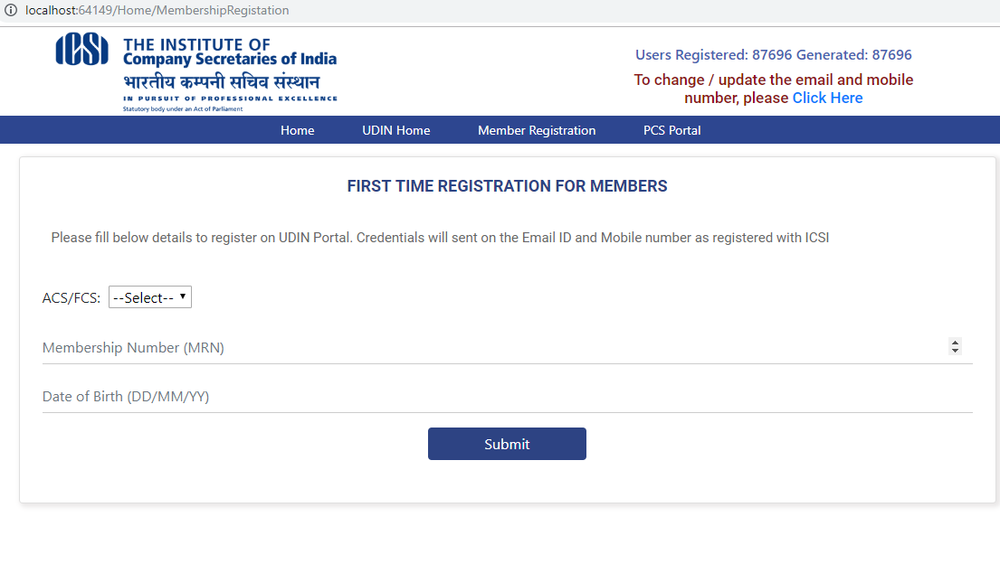 localhost:64149/Home/MembershipRegistation
ICSI
THE INSTITUTE OF
Company Secretaries of India
भारतीय कम्पनी सचिव संस्थान
IN PURSUIT OF PROFESSIONAL EXCELLENCE
Statutory body under an Act of Parliament
Users Registered: 87696 Generated: 87696
To change / update the email and mobile
number, please Click Here
Home UDIN Home Member Registration PCS Portal
FIRST TIME REGISTRATION FOR MEMBERS
Please fill below details to register on UDIN Portal. Credentials will sent on the Email ID and Mobile number as registered with ICSI
ACS/FCS: --Select--
Membership Number (MRN)
Date of Birth (DD/MM/YY)
Submit